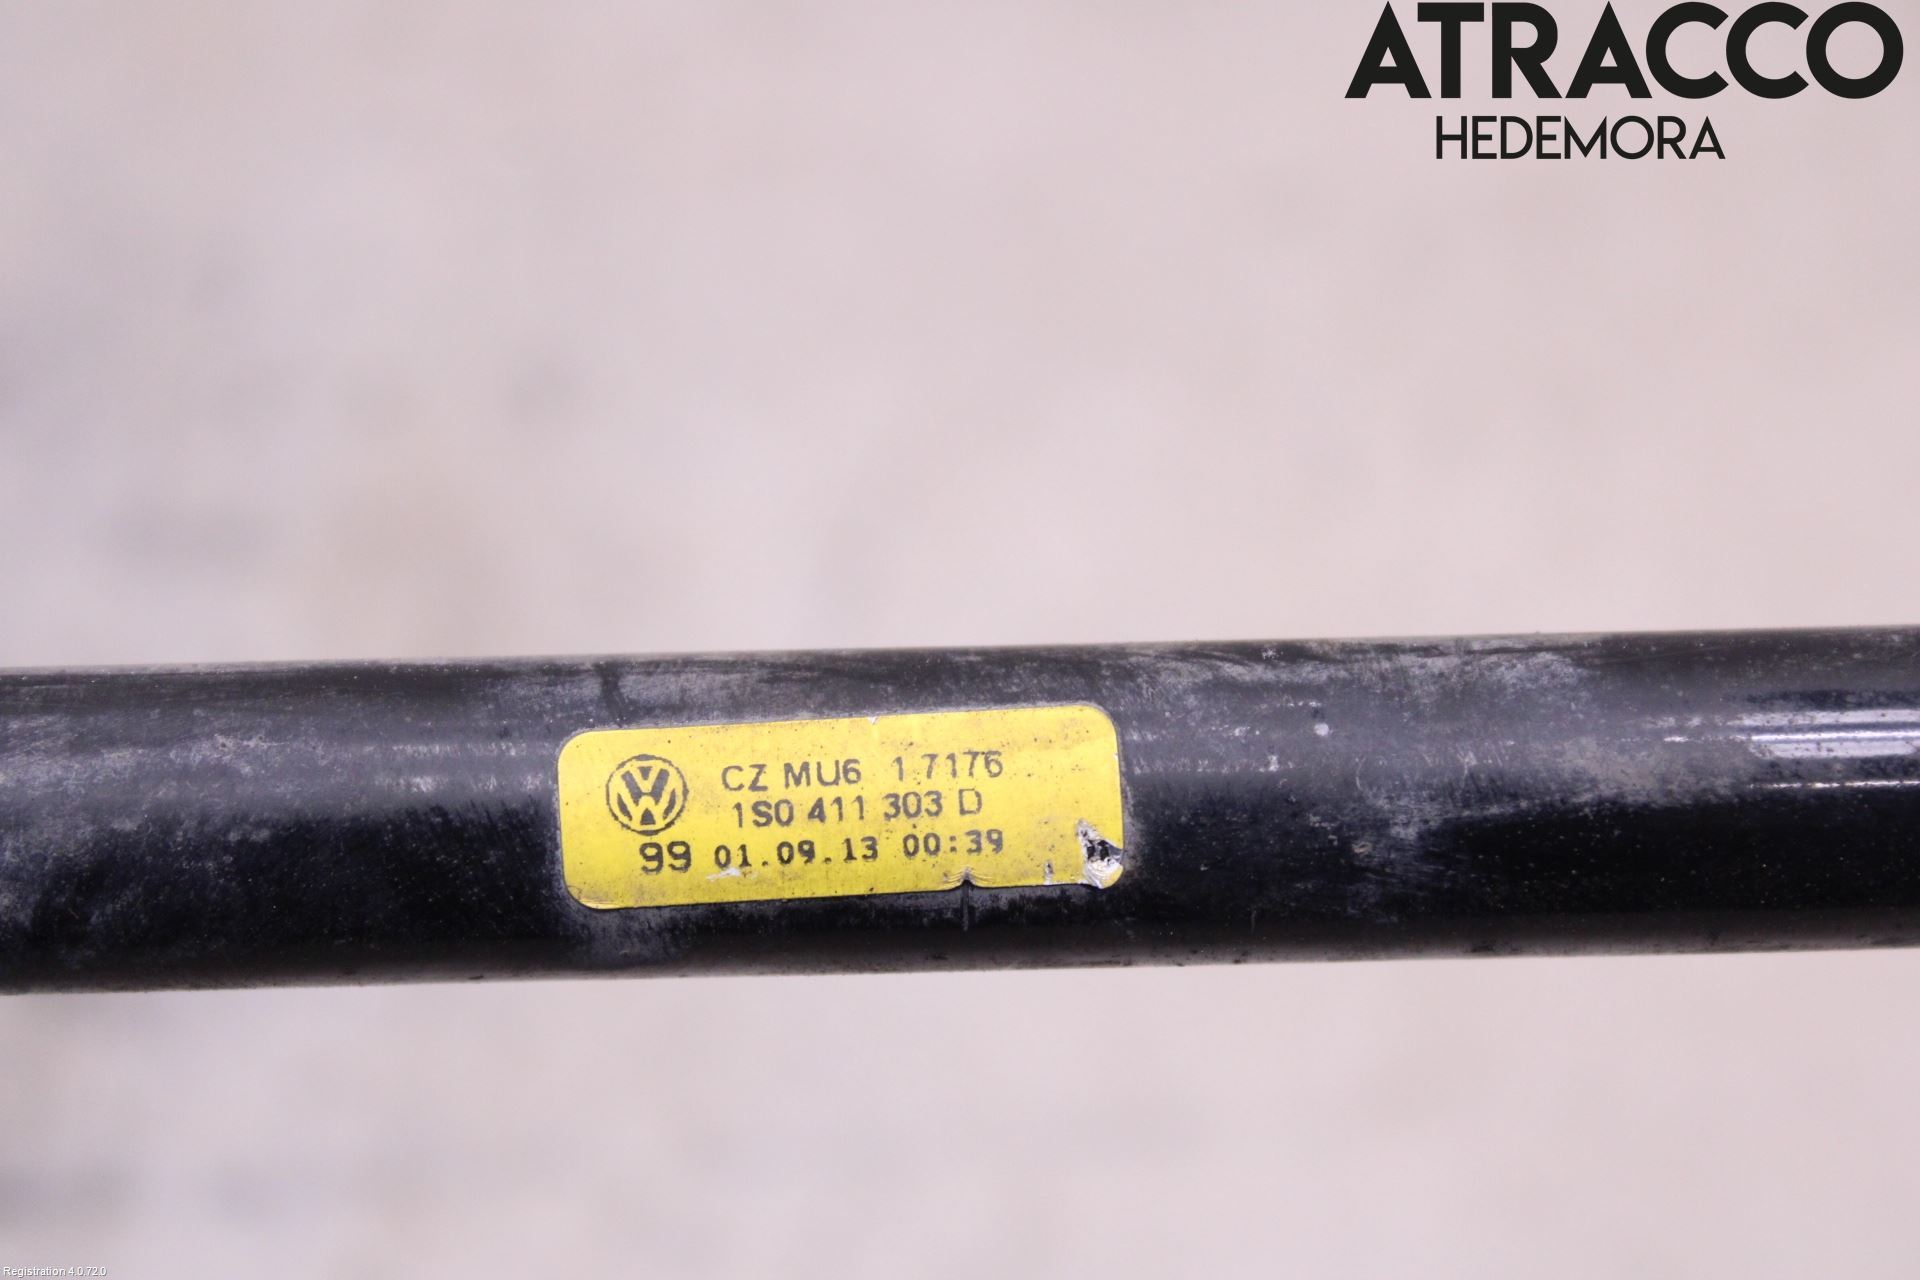 ATRACCO
HEDEMORA
CZ MU6 1.7176
1S0 411 303 D
99 01.09.13 00:39
Registration 4.0.72.0